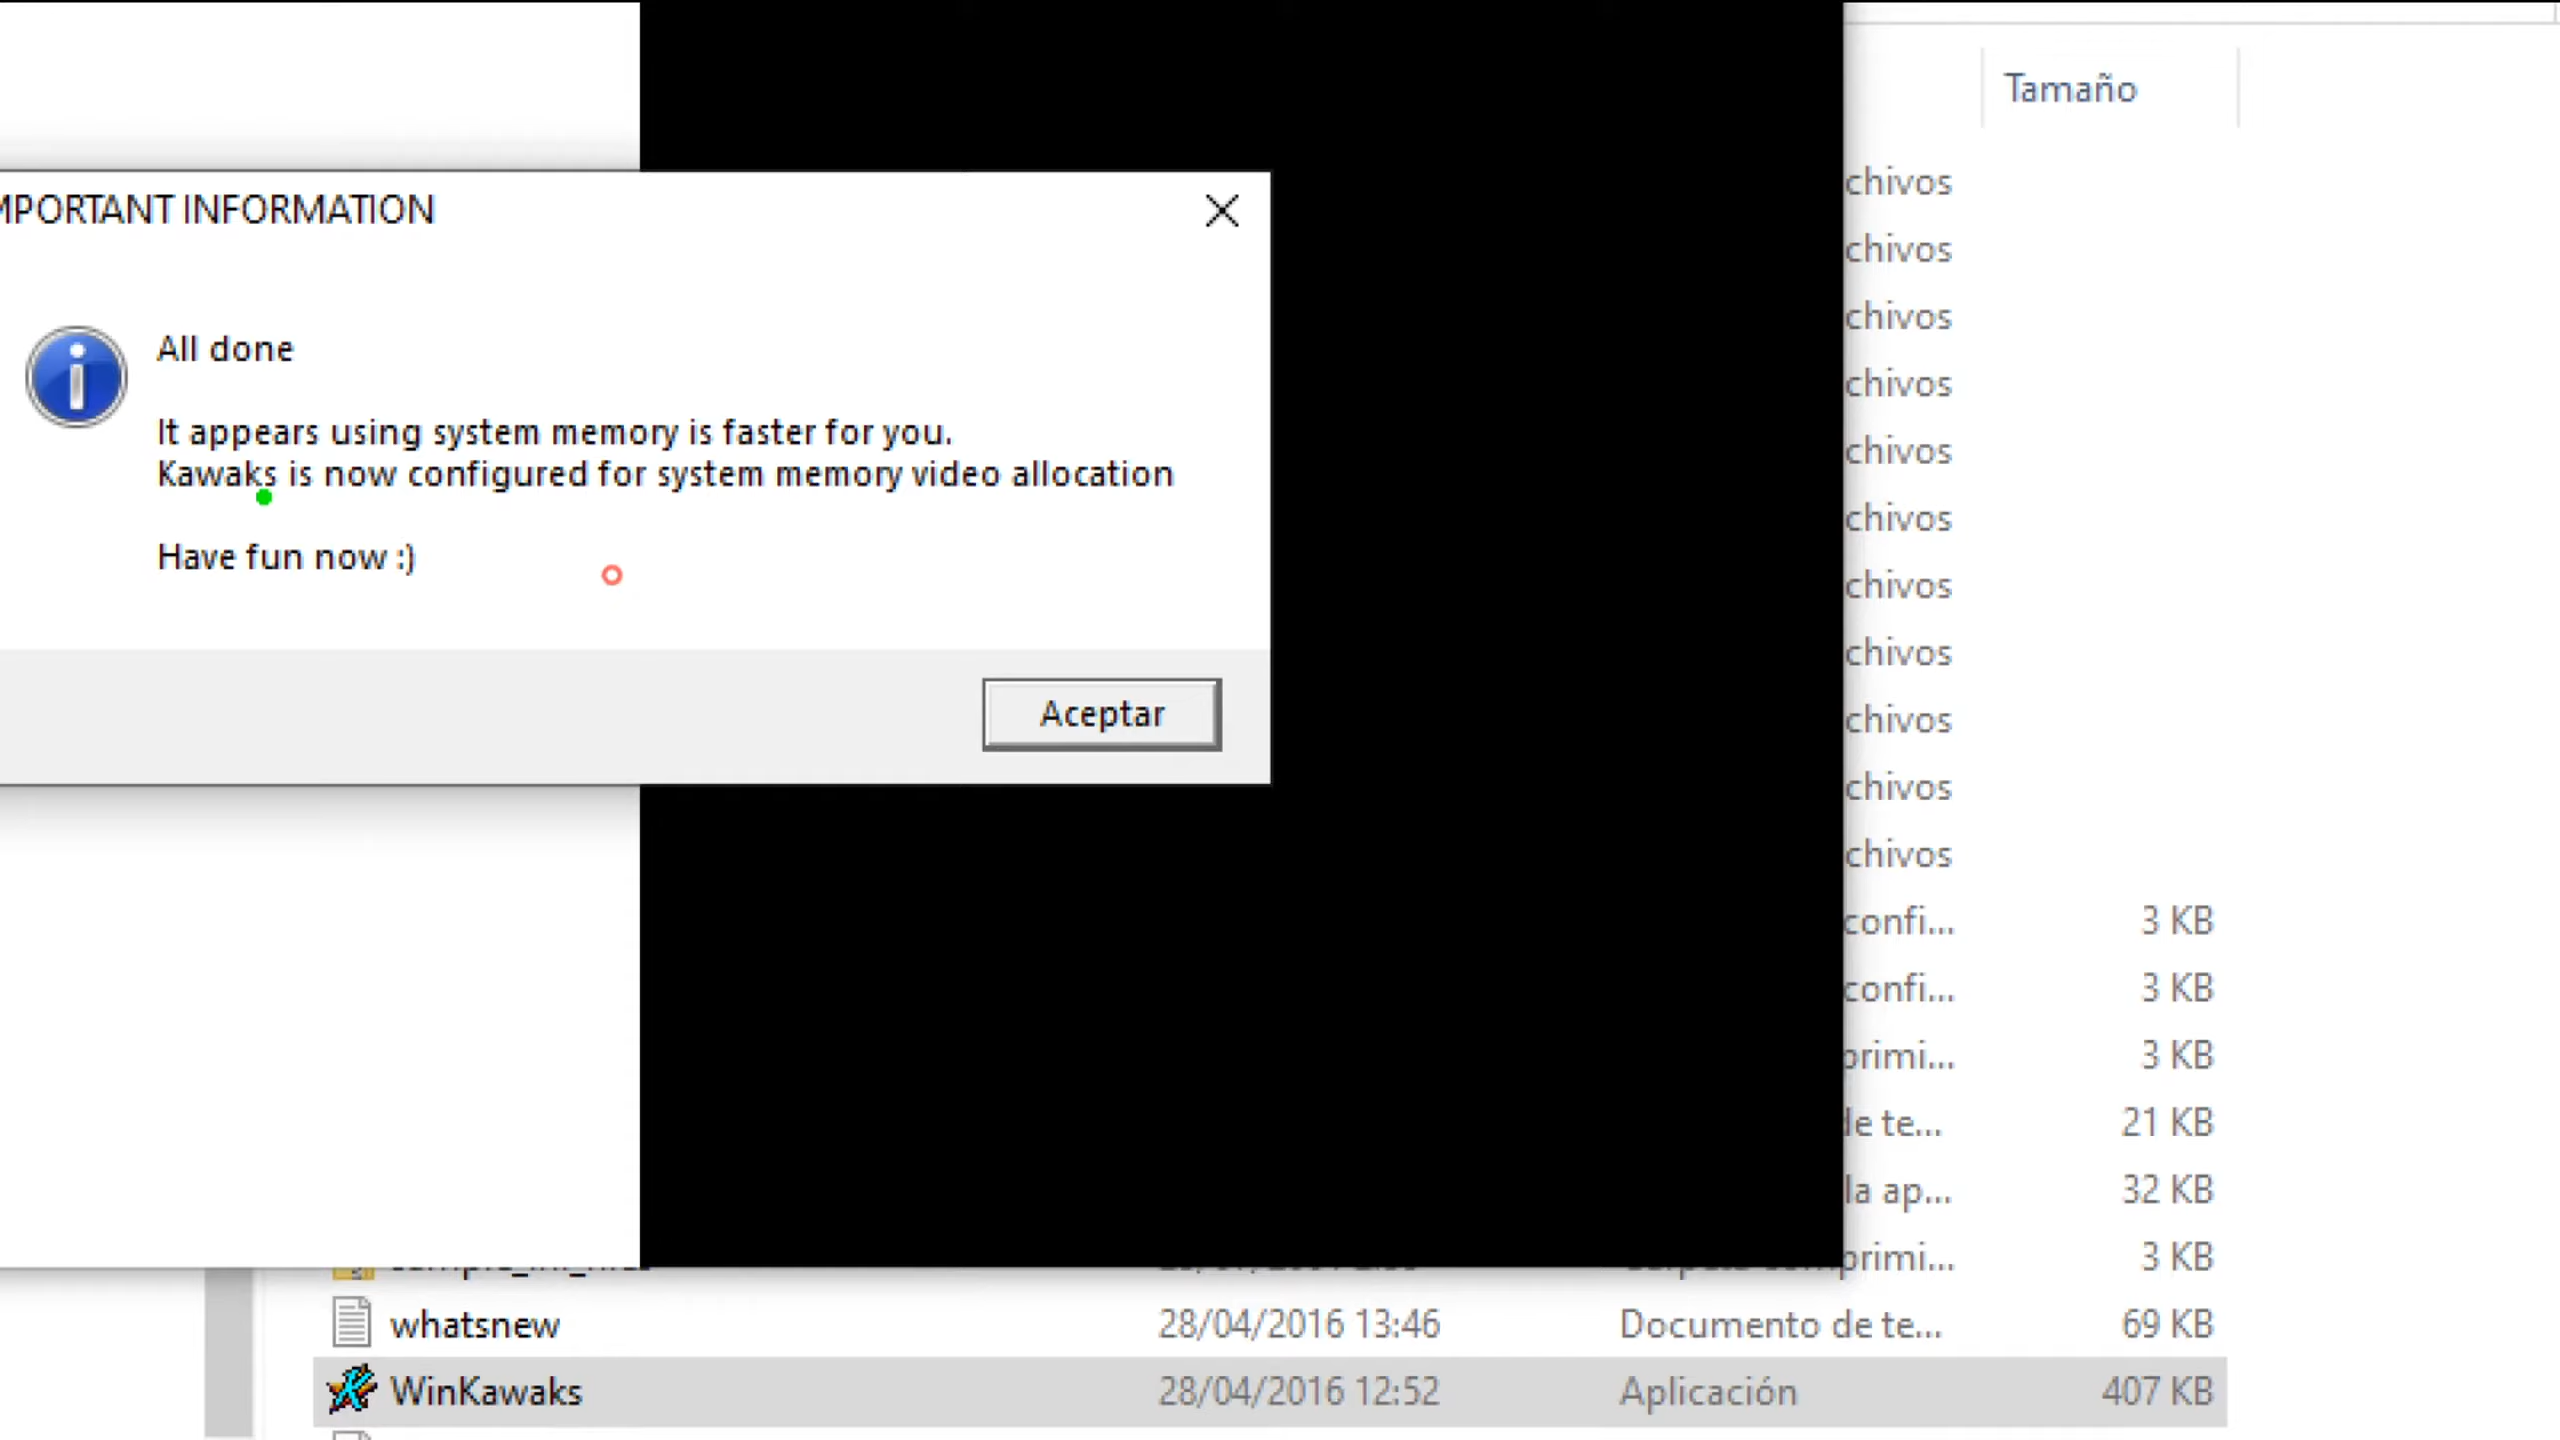 Tamaño
MPORTANT INFORMATION
All done
It appears using system memory is faster for you.
Kawaks is now configured for system memory video allocation
Have fun now :)
Aceptar
chivos
chivos
chivos
chivos
chivos
chivos
chivos
chivos
chivos
chivos
chivos
confi... 3 KB
confi... 3 KB
primi... 3 KB
de te... 21 KB
la ap... 32 KB
primi... 3 KB
whatsnew 28/04/2016 13:46 Documento de te... 69 KB
WinKawaks 28/04/2016 12:52 Aplicación 407 KB